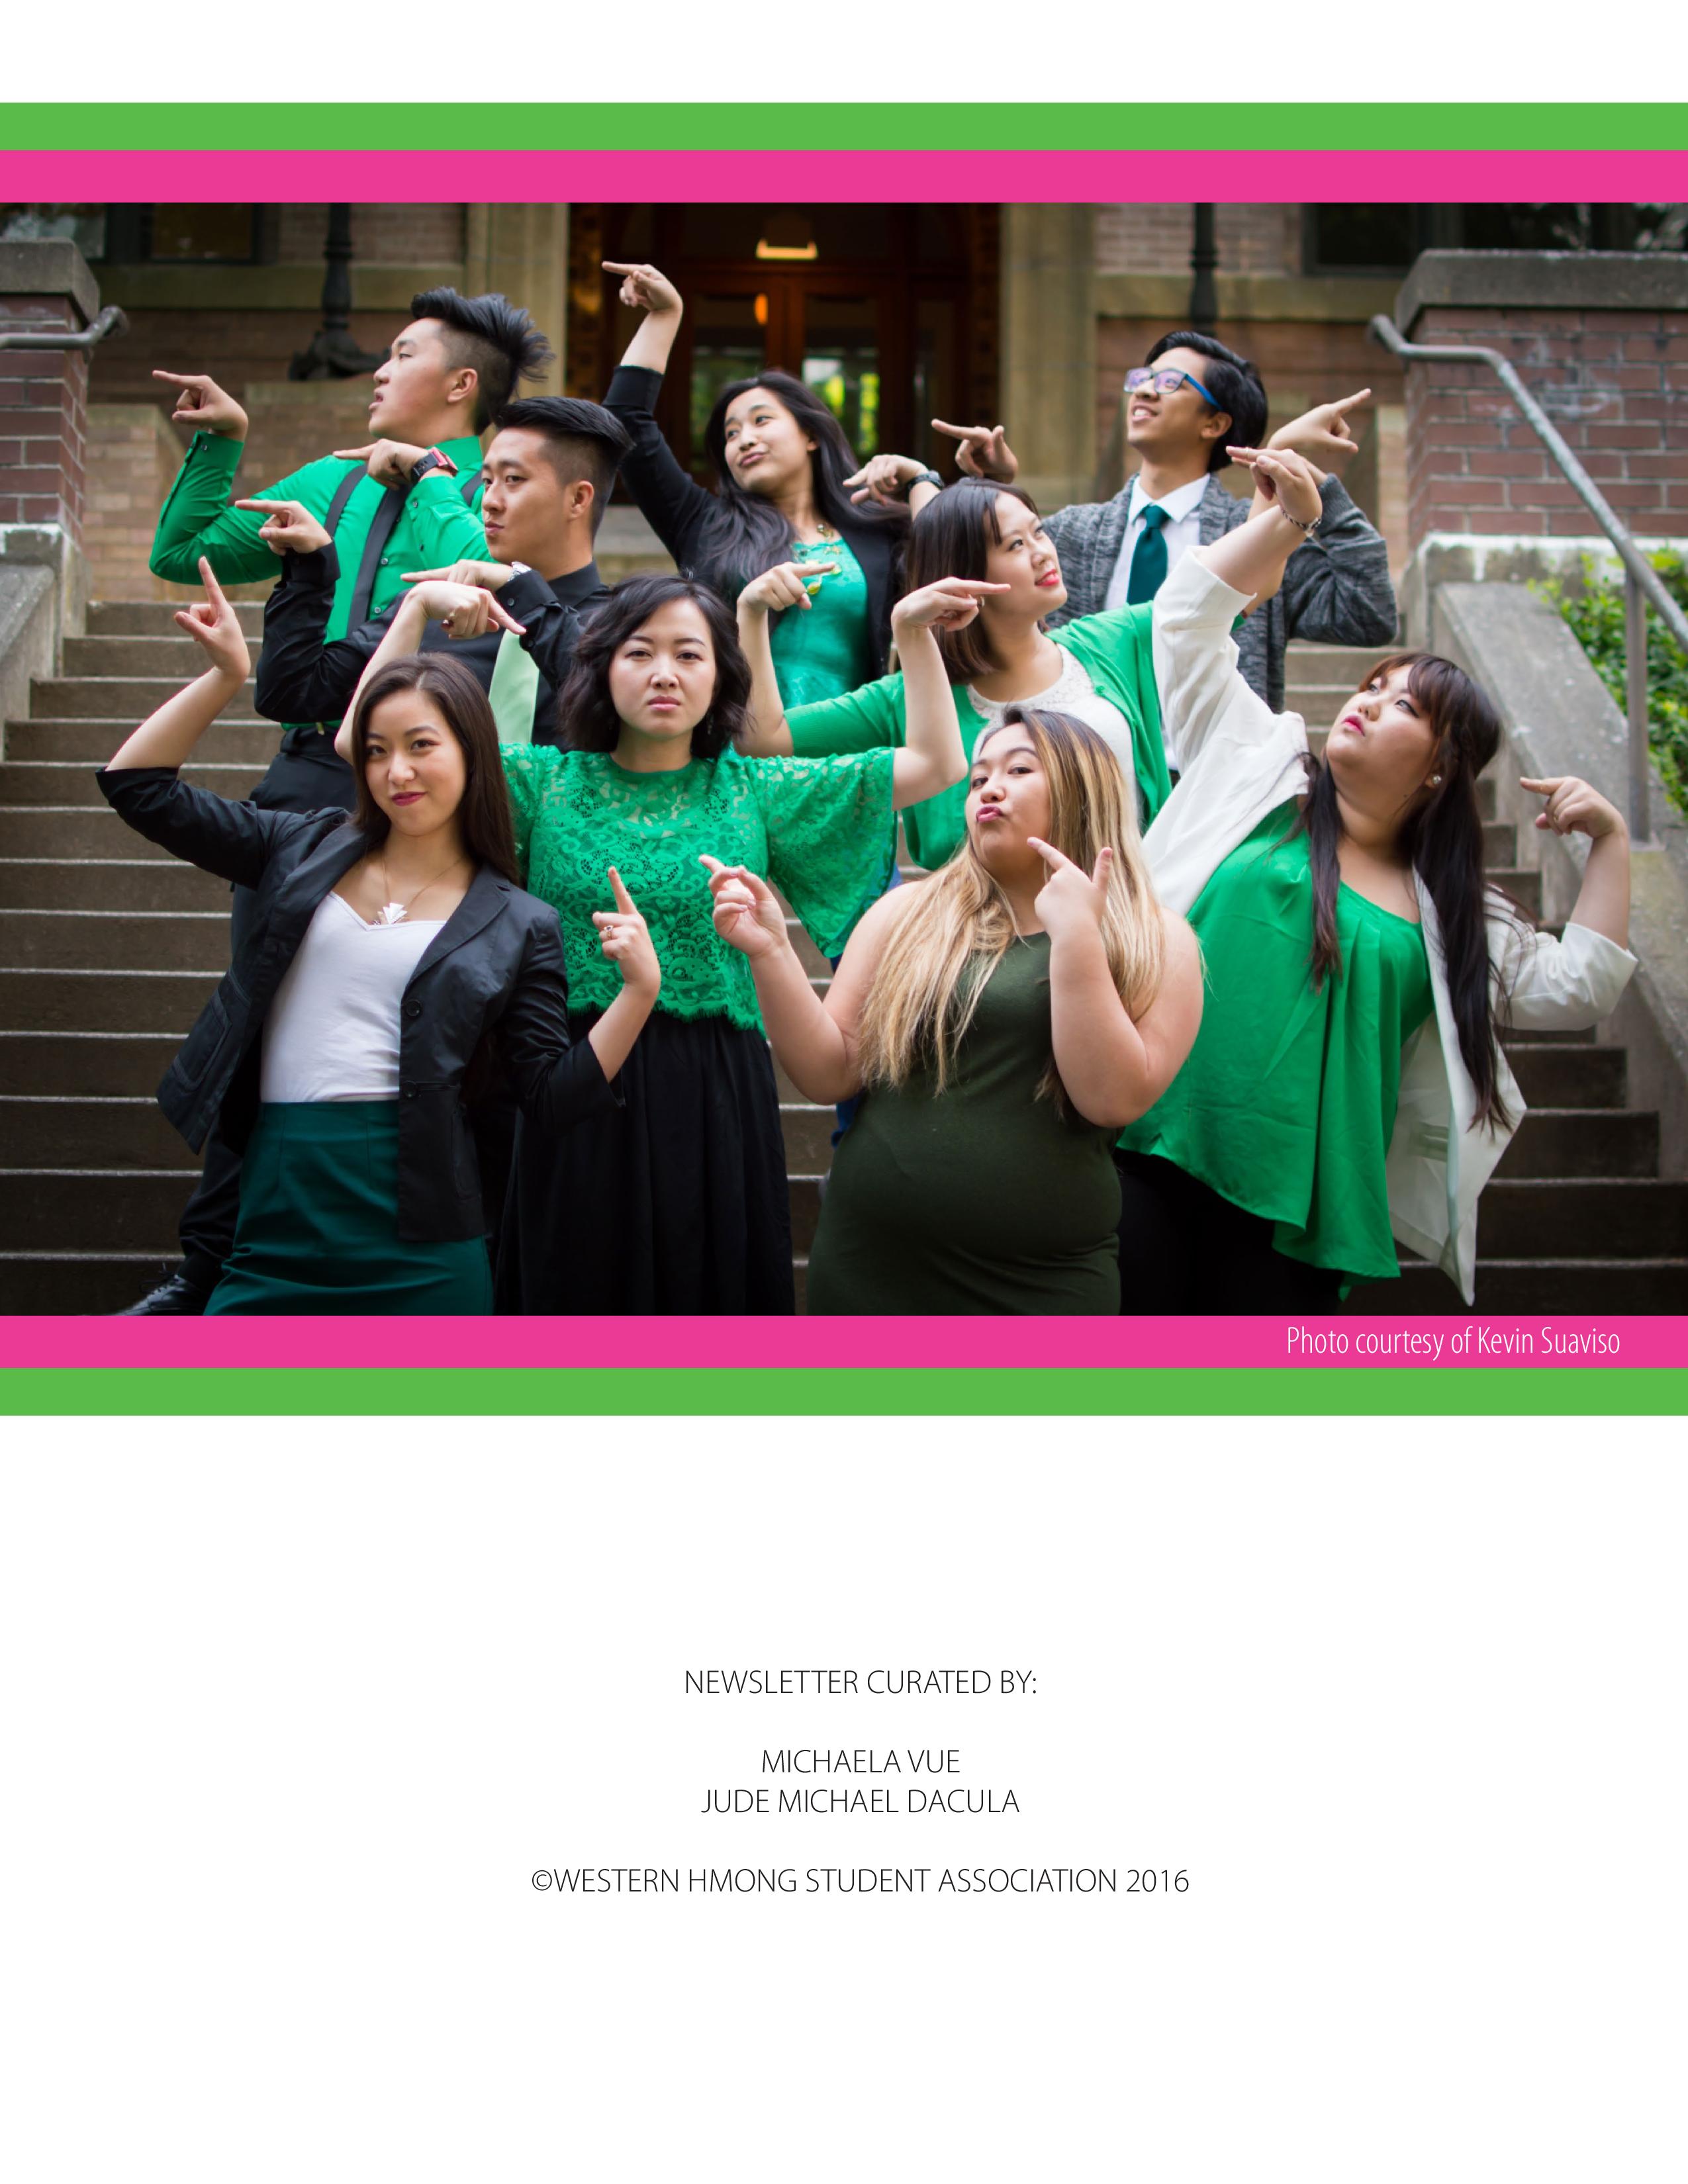 Photo courtesy of Kevin Suaviso
NEWSLETTER CURATED BY:
MICHAELA VUE
JUDE MICHAEL DACULA
©WESTERN HMONG STUDENT ASSOCIATION 2016